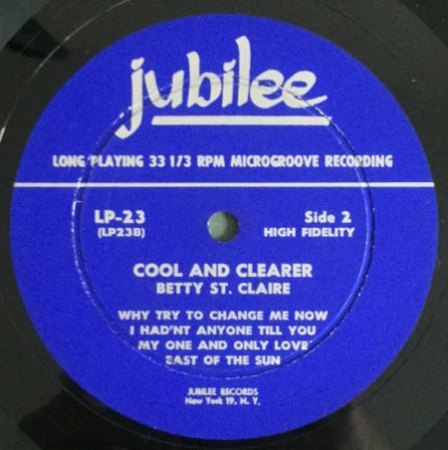 jubilee
LONG PLAYING 33 1/3 RPM MICROGROOVE RECORDING
LP-23 Side 2
(LP23B) HIGH FIDELITY
COOL AND CLEARER
BETTY ST. CLAIRE
WHY TRY TO CHANGE ME NOW
I HAD'NT ANYONE TILL YOU
MY ONE AND ONLY LOVE
EAST OF THE SUN
JUBILEE RECORDS
New York 19, N. Y.